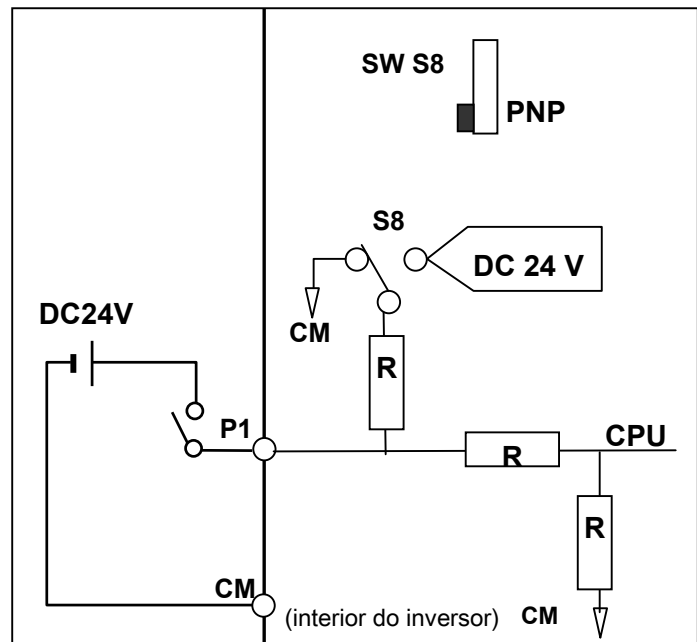 SW S8
PNP
S8
DC 24 V
CM
DC24V
R
P1
R
CPU
R
CM
(interior do inversor)
CM